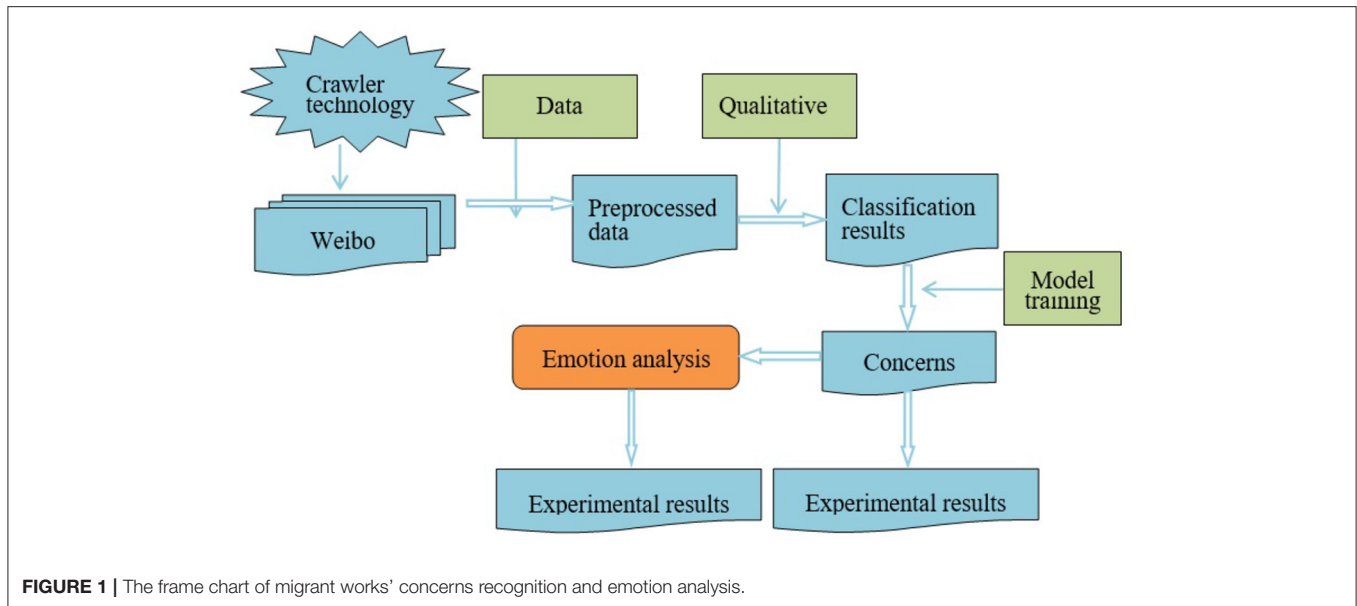 Crawler
technology
Data
Qualitative
Weibo
Preprocessed
data
Classification
results
Model
training
Emotion analysis
Concerns
Experimental results
Experimental results
FIGURE 1 | The frame chart of migrant works’ concerns recognition and emotion analysis.